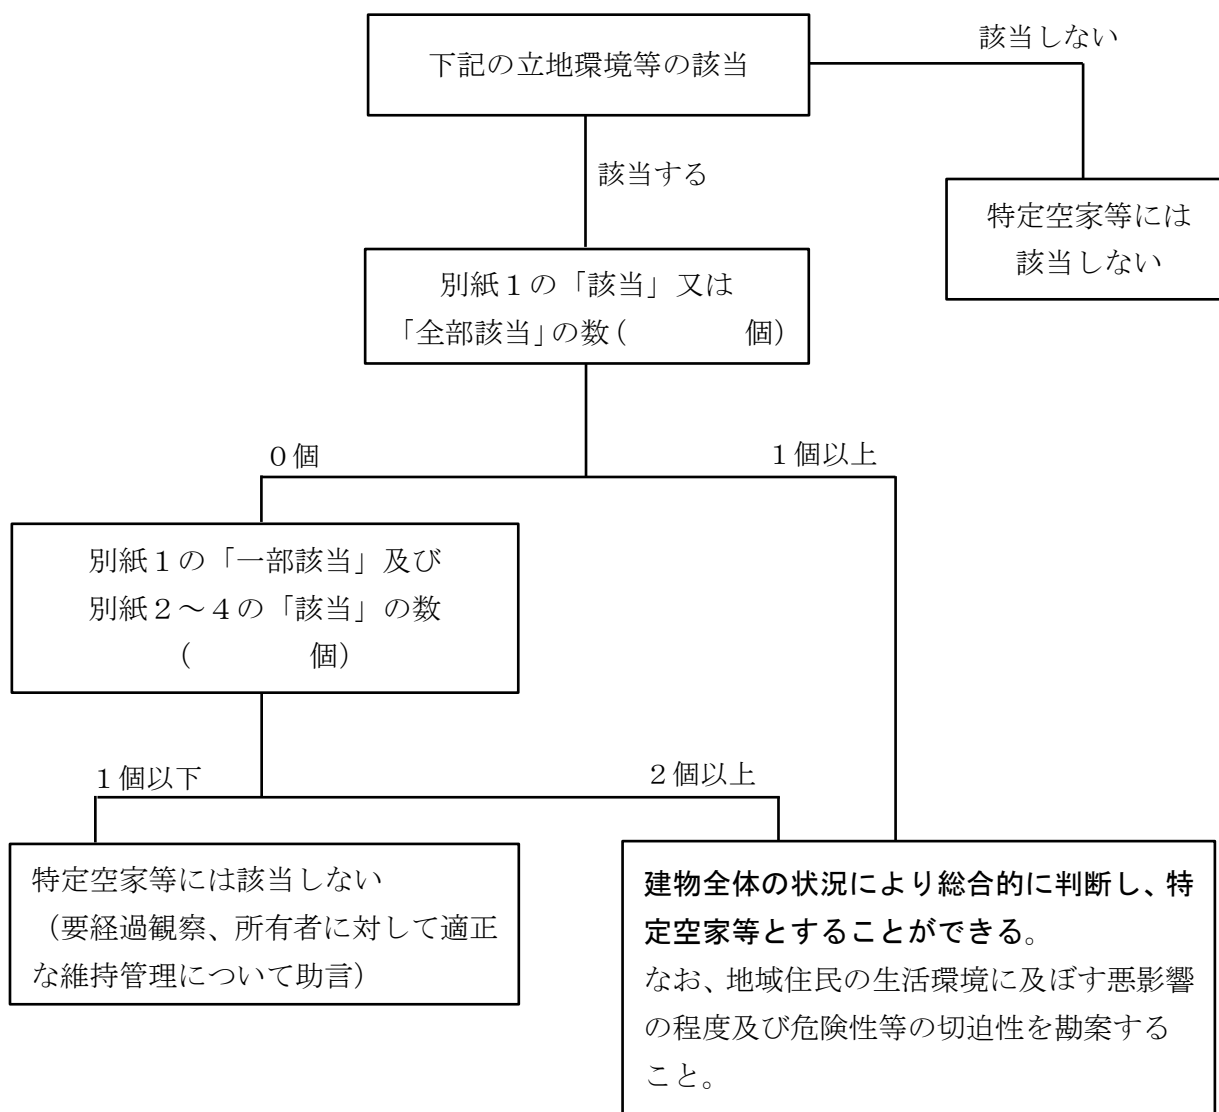 下記の立地環境等の該当
該当しない
該当する
特定空家等には
該当しない
別紙１の「該当」又は
「全部該当」の数(　　　　個)
０個
１個以上
別紙１の「一部該当」及び
別紙２～４の「該当」の数
(　　　　個)
１個以下
２個以上
特定空家等には該当しない
（要経過観察、所有者に対して適正
な維持管理について助言）
建物全体の状況により総合的に判断し、特
定空家等とすることができる。
なお、地域住民の生活環境に及ぼす悪影響
の程度及び危険性等の切迫性を勘案する
こと。